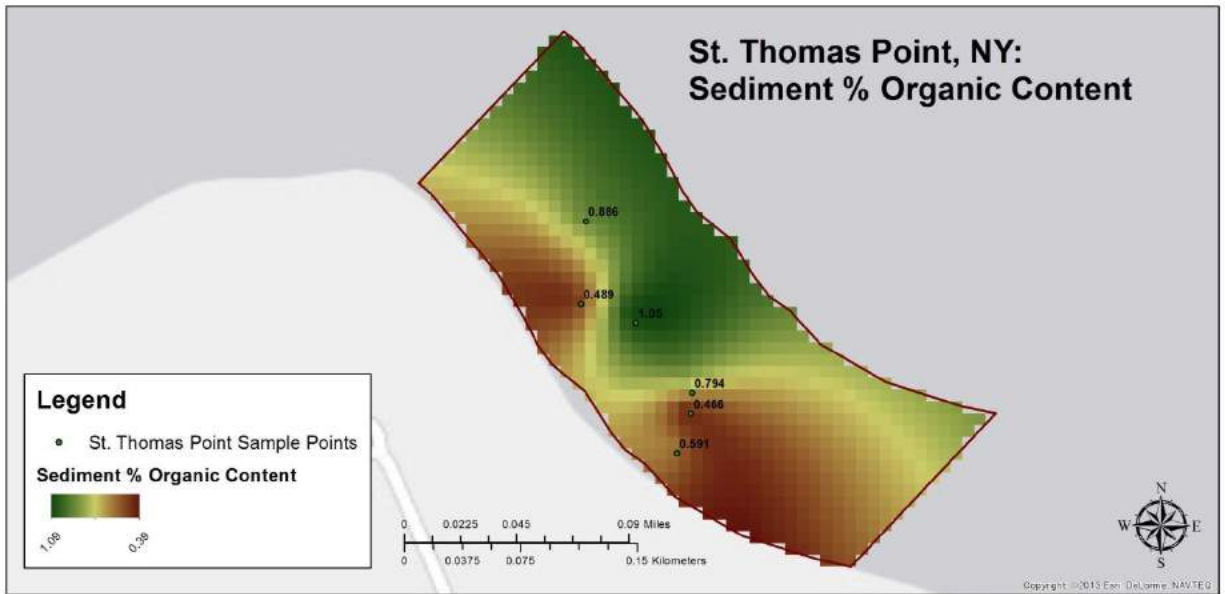 St. Thomas Point, NY:
Sediment % Organic Content
0.886
0.489
1.05
0.794
0.466
0.591
Legend
St. Thomas Point Sample Points
Sediment % Organic Content
1.09
0.39
0 0.0225 0.045 0.09 Miles
0 0.0375 0.075 0.15 Kilometers
N
W E
S
Copyright: ©2013 Esri, DeLorme, NAVTEQ